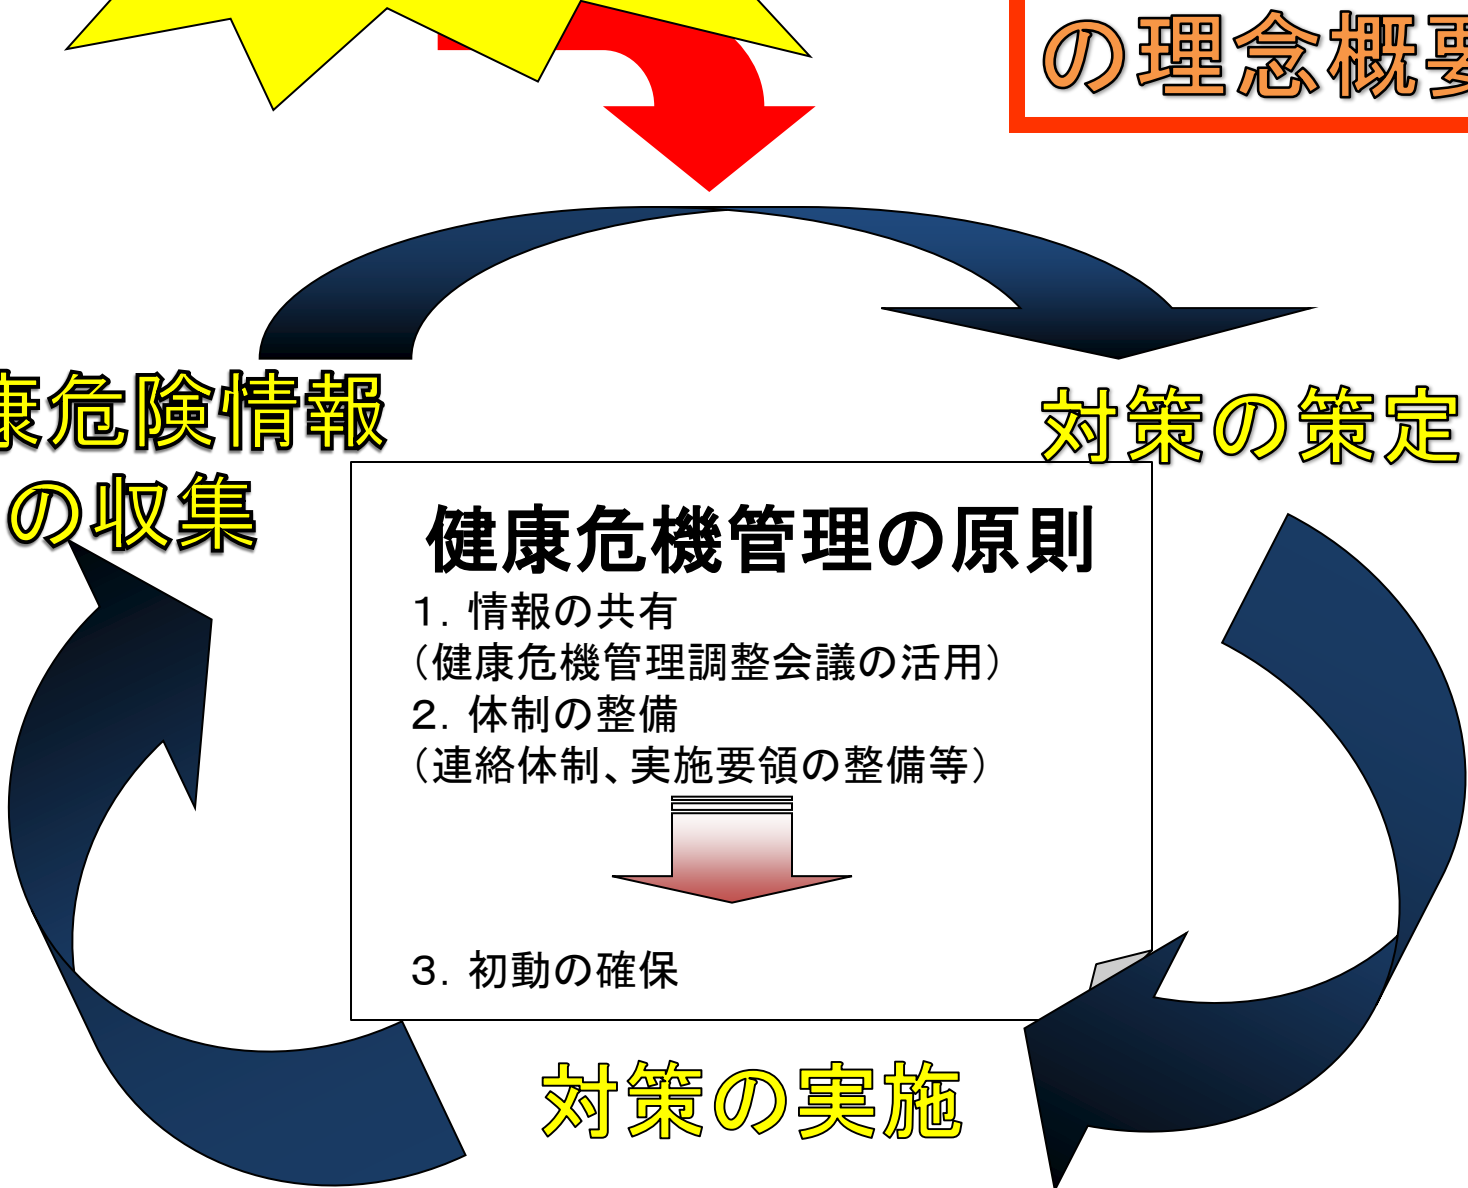 の理念概要
康危険情報
の収集
対策の策定
健康危機管理の原則
1. 情報の共有
(健康危機管理調整会議の活用)
2. 体制の整備
(連絡体制、実施要領の整備等)
3. 初動の確保
対策の実施